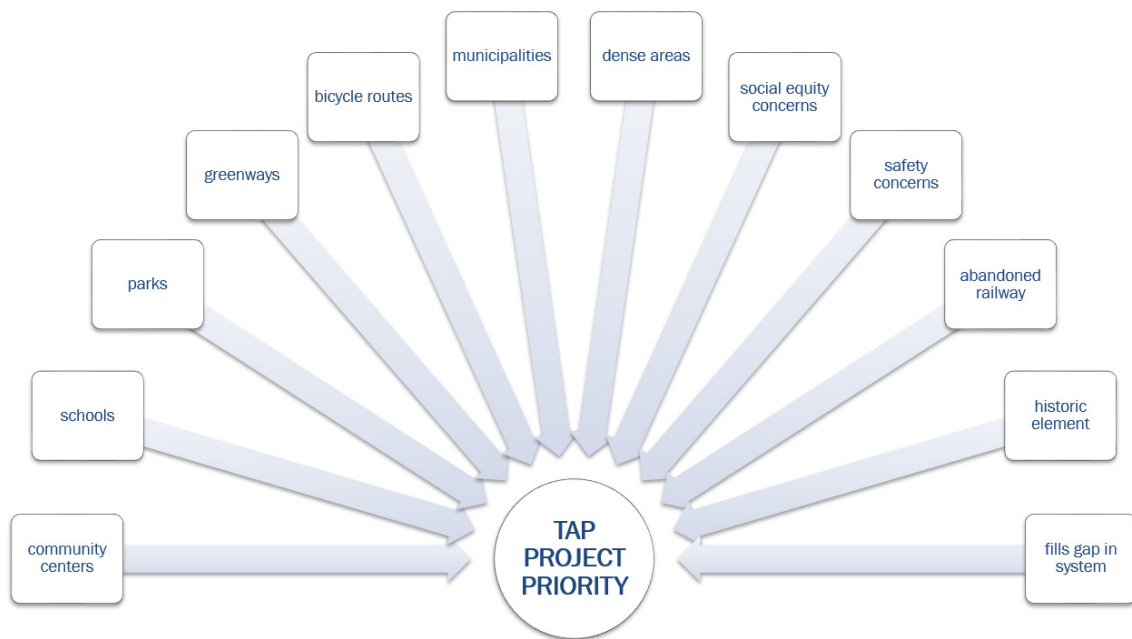 municipalities
dense areas
bicycle routes
social equity
concerns
greenways
safety
concerns
parks
abandoned
railway
schools
historic
element
community
centers
TAP
PROJECT
PRIORITY
fills gap in
system